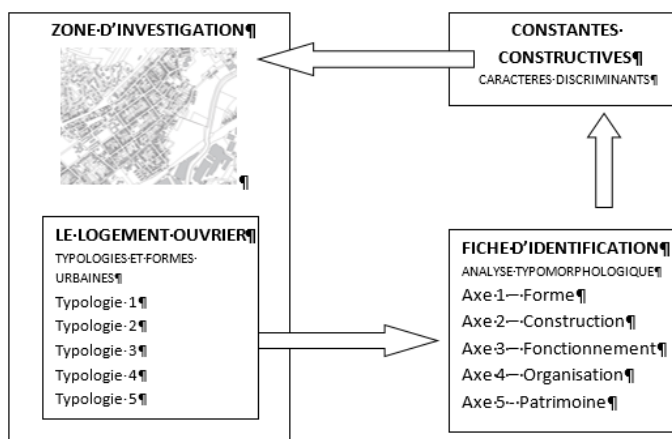 ZONE·D'INVESTIGATION¶
¶
LE·LOGEMENT·OUVRIER¶
TYPOLOGIES·ET·FORMES·
URBAINES¶
Typologie·1¶
Typologie·2¶
Typologie·3¶
Typologie·4¶
Typologie·5¶
CONSTANTES·
CONSTRUCTIVES¶
CARACTERES·DISCRIMINANTS¶
FICHE·D'IDENTIFICATION¶
ANALYSE·TYPOMORPHOLOGIQUE¶
Axe·1·–·Forme¶
Axe·2·–·Construction¶
Axe·3·–·Fonctionnement¶
Axe·4·–·Organisation¶
Axe·5·-·Patrimoine¶